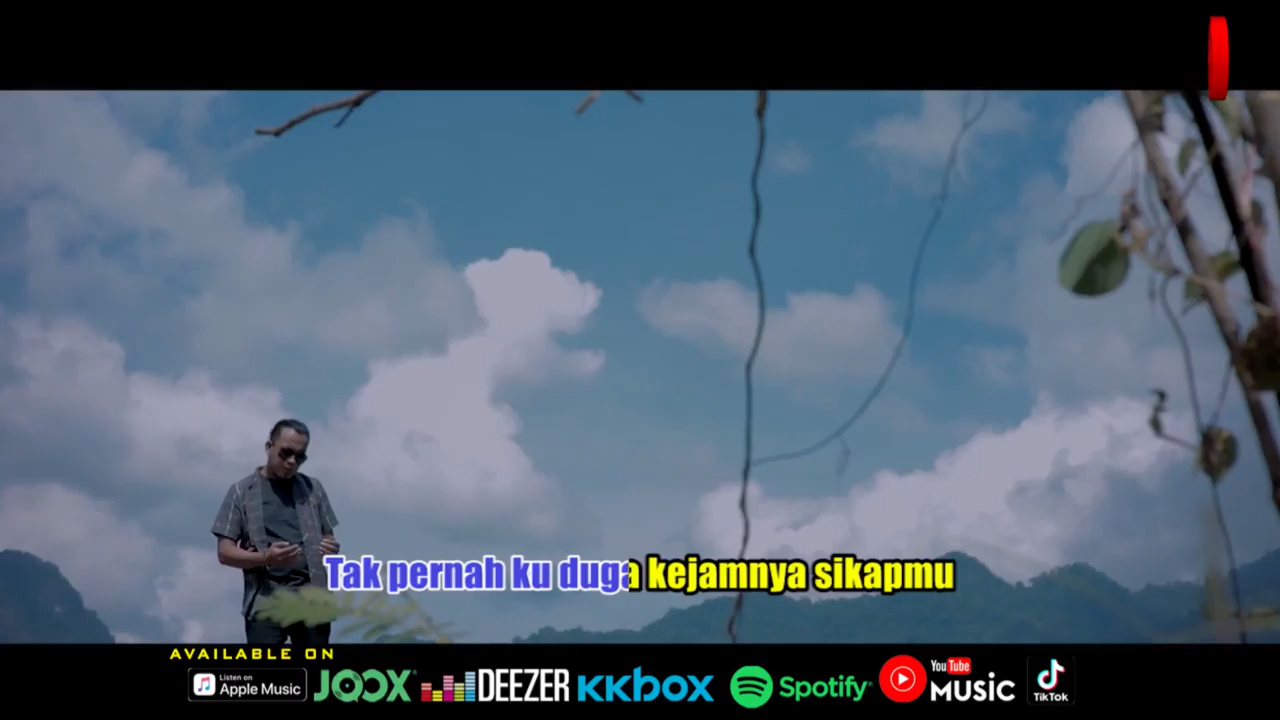 Tak pernah ku duga kejamnya sikapmu
AVAILABLE ON
Listen on
Apple Music
JOOX
DEEZER
KKBOX
Spotify
YouTube
MUSIC
TikTok